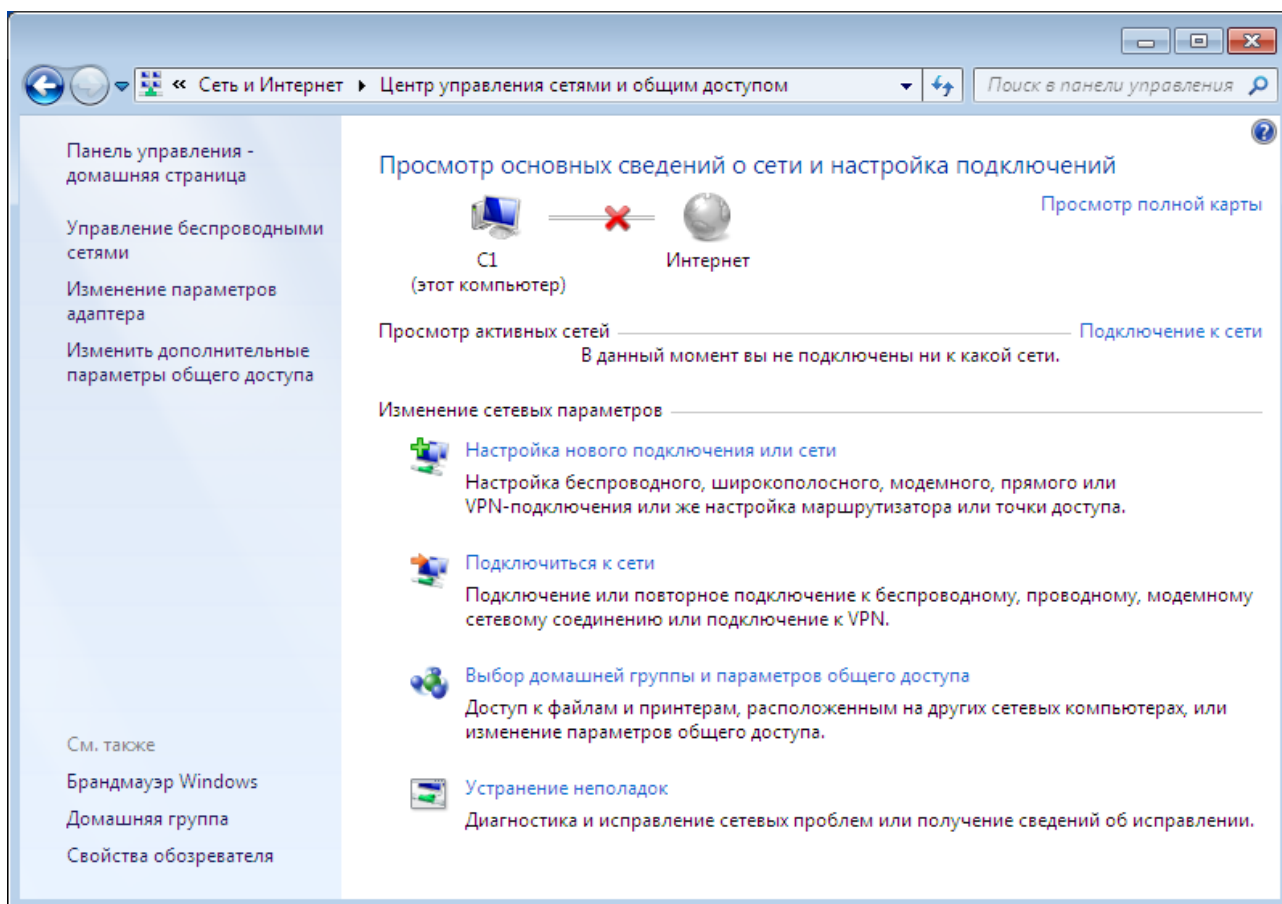 « Сеть и Интернет ▸ Центр управления сетями и общим доступом
Поиск в панели управления
Панель управления -
домашняя страница
Управление беспроводными
сетями
Изменение параметров
адаптера
Изменить дополнительные
параметры общего доступа
См. также
Брандмауэр Windows
Домашняя группа
Свойства обозревателя
Просмотр основных сведений о сети и настройка подключений
Просмотр полной карты
C1
(этот компьютер)
Интернет
Просмотр активных сетей
Подключение к сети
В данный момент вы не подключены ни к какой сети.
Изменение сетевых параметров
Настройка нового подключения или сети
Настройка беспроводного, широкополосного, модемного, прямого или
VPN-подключения или же настройка маршрутизатора или точки доступа.
Подключиться к сети
Подключение или повторное подключение к беспроводному, проводному, модемному
сетевому соединению или подключение к VPN.
Выбор домашней группы и параметров общего доступа
Доступ к файлам и принтерам, расположенным на других сетевых компьютерах, или
изменение параметров общего доступа.
Устранение неполадок
Диагностика и исправление сетевых проблем или получение сведений об исправлении.